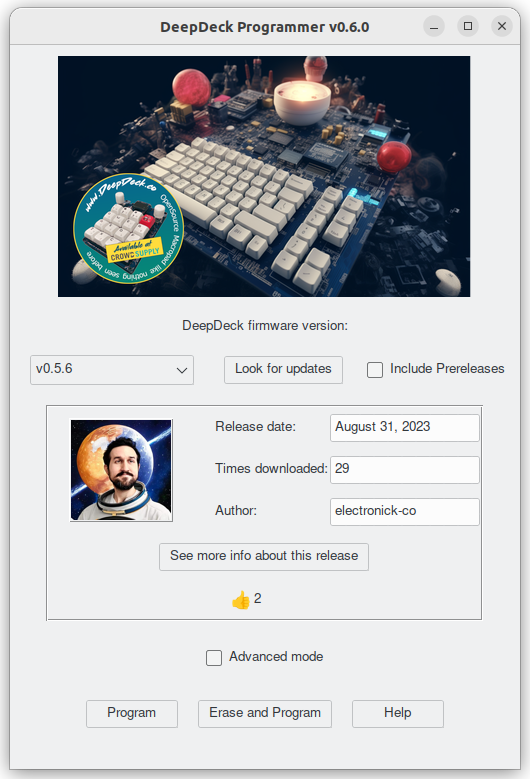 DeepDeck Programmer v0.6.0
www.DeepDeck.co
OpenSource Macropad like nothing seen before
Available at
CROWD SUPPLY
DeepDeck firmware version:
v0.5.6 Look for updates Include Prereleases
Release date: August 31, 2023
Times downloaded: 29
Author: electronick-co
See more info about this release
👍 2
Advanced mode
Program Erase and Program Help